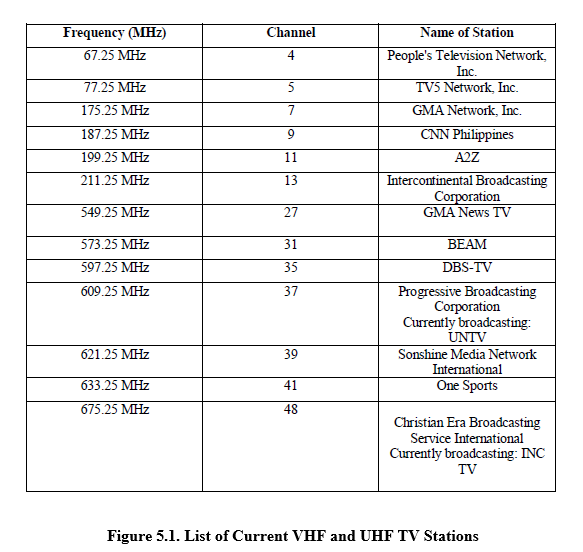 Frequency (MHz) Channel Name of Station
67.25 MHz 4 People's Television Network,
Inc.
77.25 MHz 5 TV5 Network, Inc.
175.25 MHz 7 GMA Network, Inc.
187.25 MHz 9 CNN Philippines
199.25 MHz 11 A2Z
211.25 MHz 13 Intercontinental Broadcasting
Corporation
549.25 MHz 27 GMA News TV
573.25 MHz 31 BEAM
597.25 MHz 35 DBS-TV
609.25 MHz 37 Progressive Broadcasting
Corporation
Currently broadcasting:
UNTV
621.25 MHz 39 Sonshine Media Network
International
633.25 MHz 41 One Sports
675.25 MHz 48
Christian Era Broadcasting
Service International
Currently broadcasting: INC
TV
Figure 5.1. List of Current VHF and UHF TV Stations